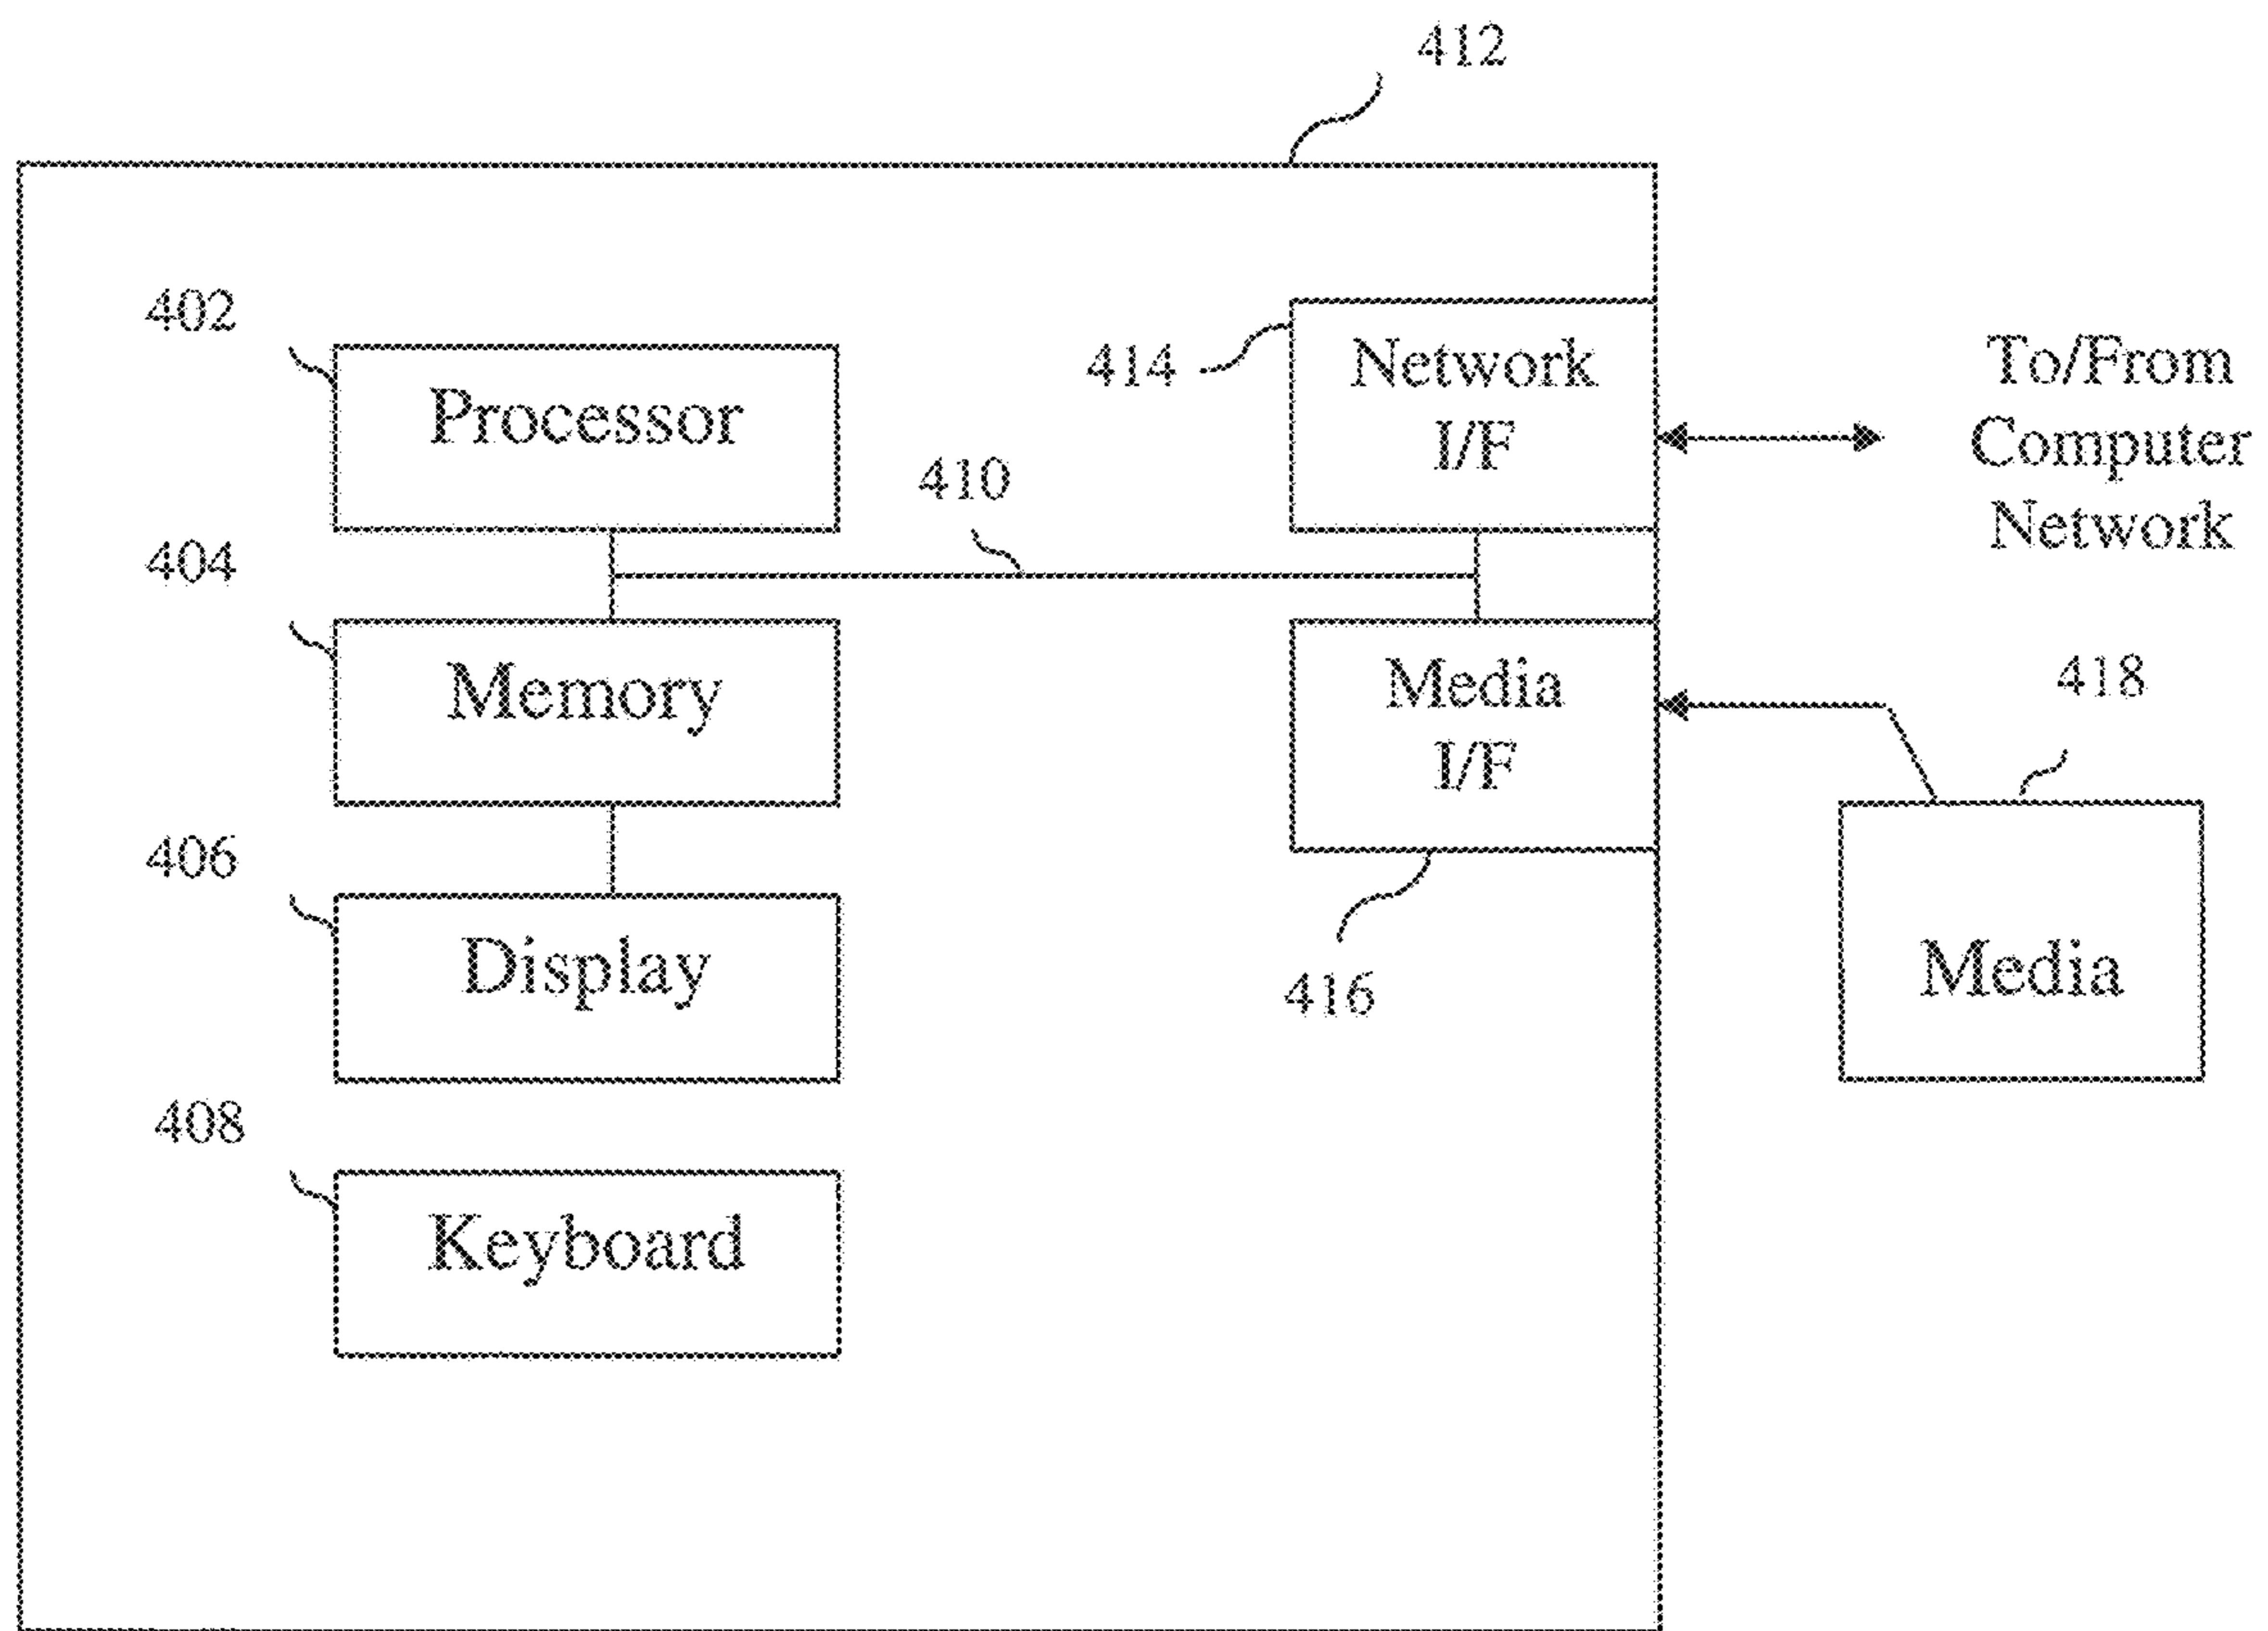 412
402
Processor
414
Network
I/F
To/From
Computer
Network
410
404
Memory
Media
I/F
418
406
Display
416
Media
408
Keyboard